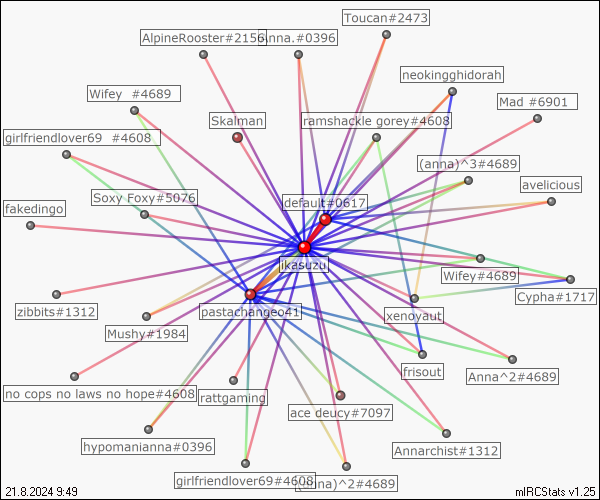 Toucan#2473
AlpineRooster#2156
anna.#0396
neokingghidorah
Wifey  #4689
Mad #6901
Skalman
ramshackle gorey#4608
girlfriendlover69  #4608
(anna)^3#4689
avelicious
Soxy Foxy#5076
default#0617
fakedingo
ikasuzu
Wifey#4689
Cypha#1717
zibbits#1312
pastachangeo41
xenoyaut
Mushy#1984
frisout
Anna^2#4689
no cops no laws no hope#4608
rattgaming
ace deucy#7097
hypomanianna#0396
Annarchist#1312
girlfriendlover69#4608
(anna)^2#4689
21.8.2024 9:49
mIRCStats v1.25